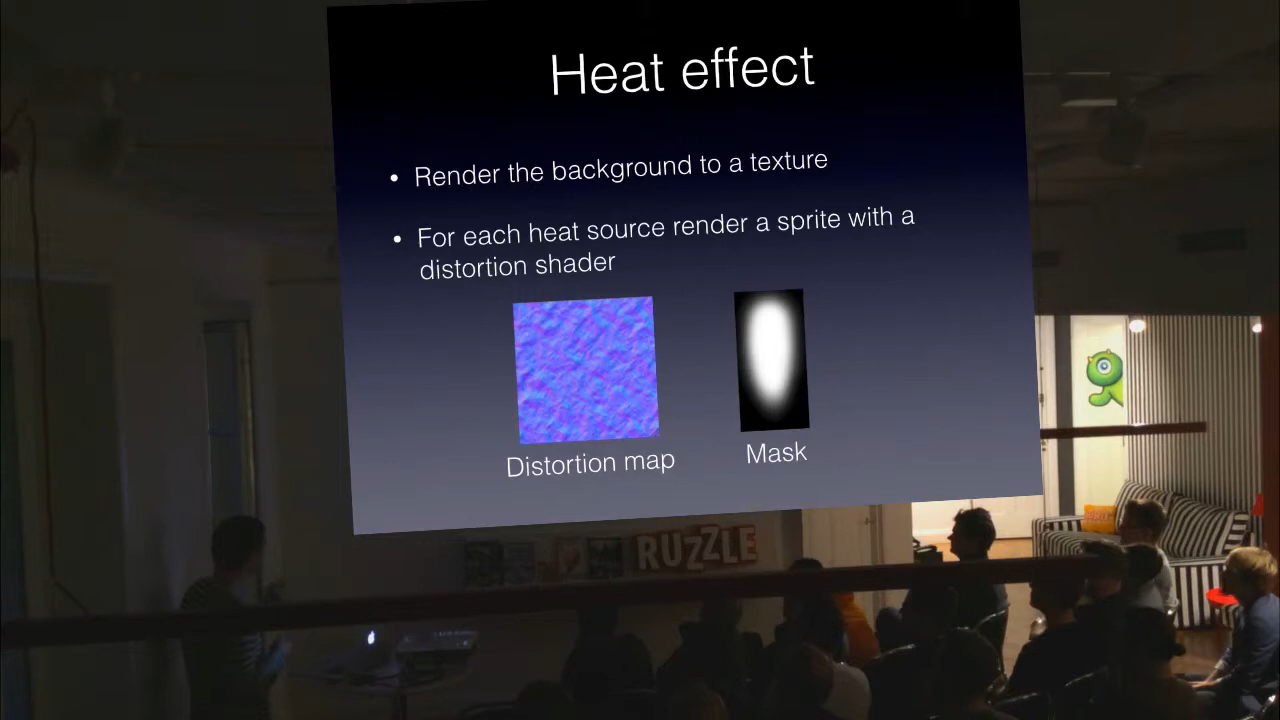 Heat effect
• Render the background to a texture
• For each heat source render a sprite with a
distortion shader
Distortion map
Mask
RUZZLE